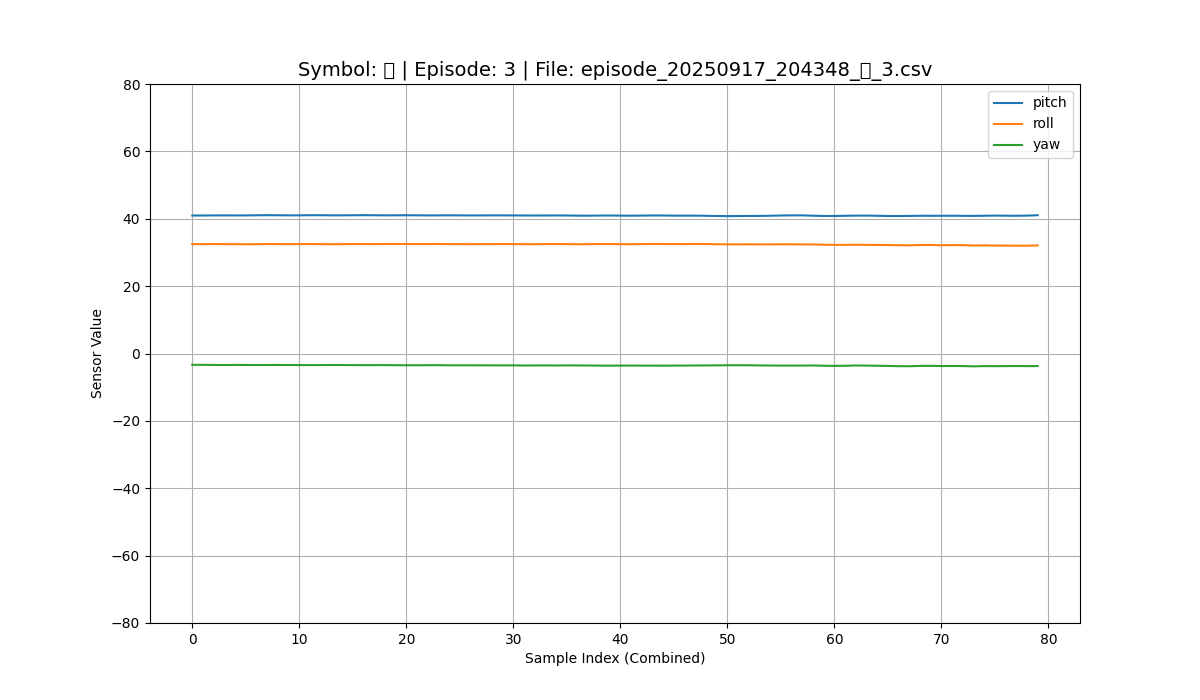 Symbol: ▯ | Episode: 3 | File: episode_20250917_204348_▯_3.csv
pitch
roll
yaw
80
60
40
20
0
−20
−40
−60
−80
Sensor Value
0 10 20 30 40 50 60 70 80
Sample Index (Combined)